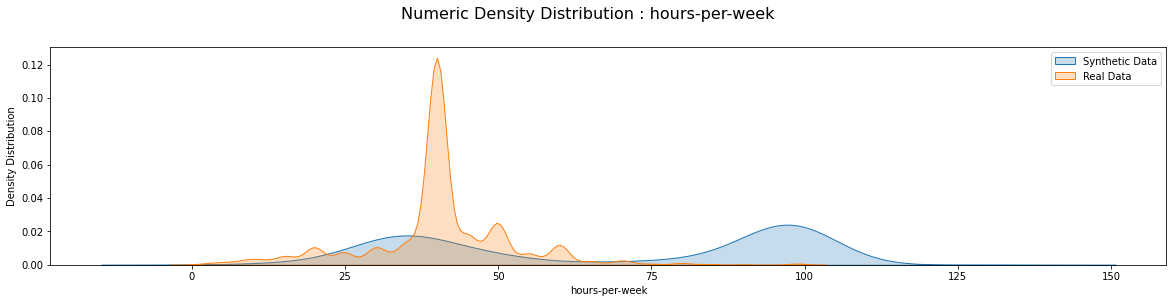 Numeric Density Distribution : hours-per-week
Synthetic Data
Real Data
Density Distribution
0.12
0.10
0.08
0.06
0.04
0.02
0.00
0 25 50 75 100 125 150
hours-per-week